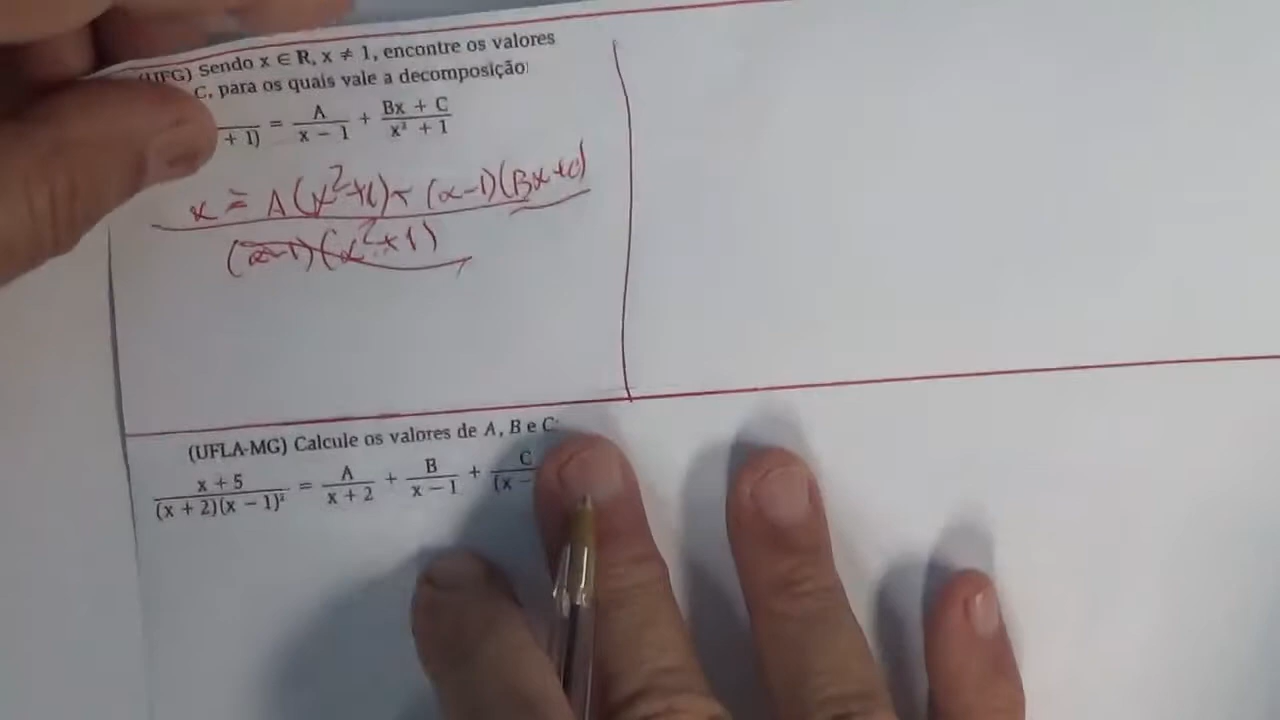 (UFG) Sendo x ∈ R, x ≠ 1, encontre os valores
C, para os quais vale a decomposição
+ 1) = A / x − 1 + Bx + C / x² + 1
x = A(x²+1)+(x-1)(Bx+c)
(x-1)(x²+1)
(UFLA-MG) Calcule os valores de A, B e C:
x + 5 / (x + 2)(x − 1)² = A / x + 2 + B / x − 1 + C / (x −